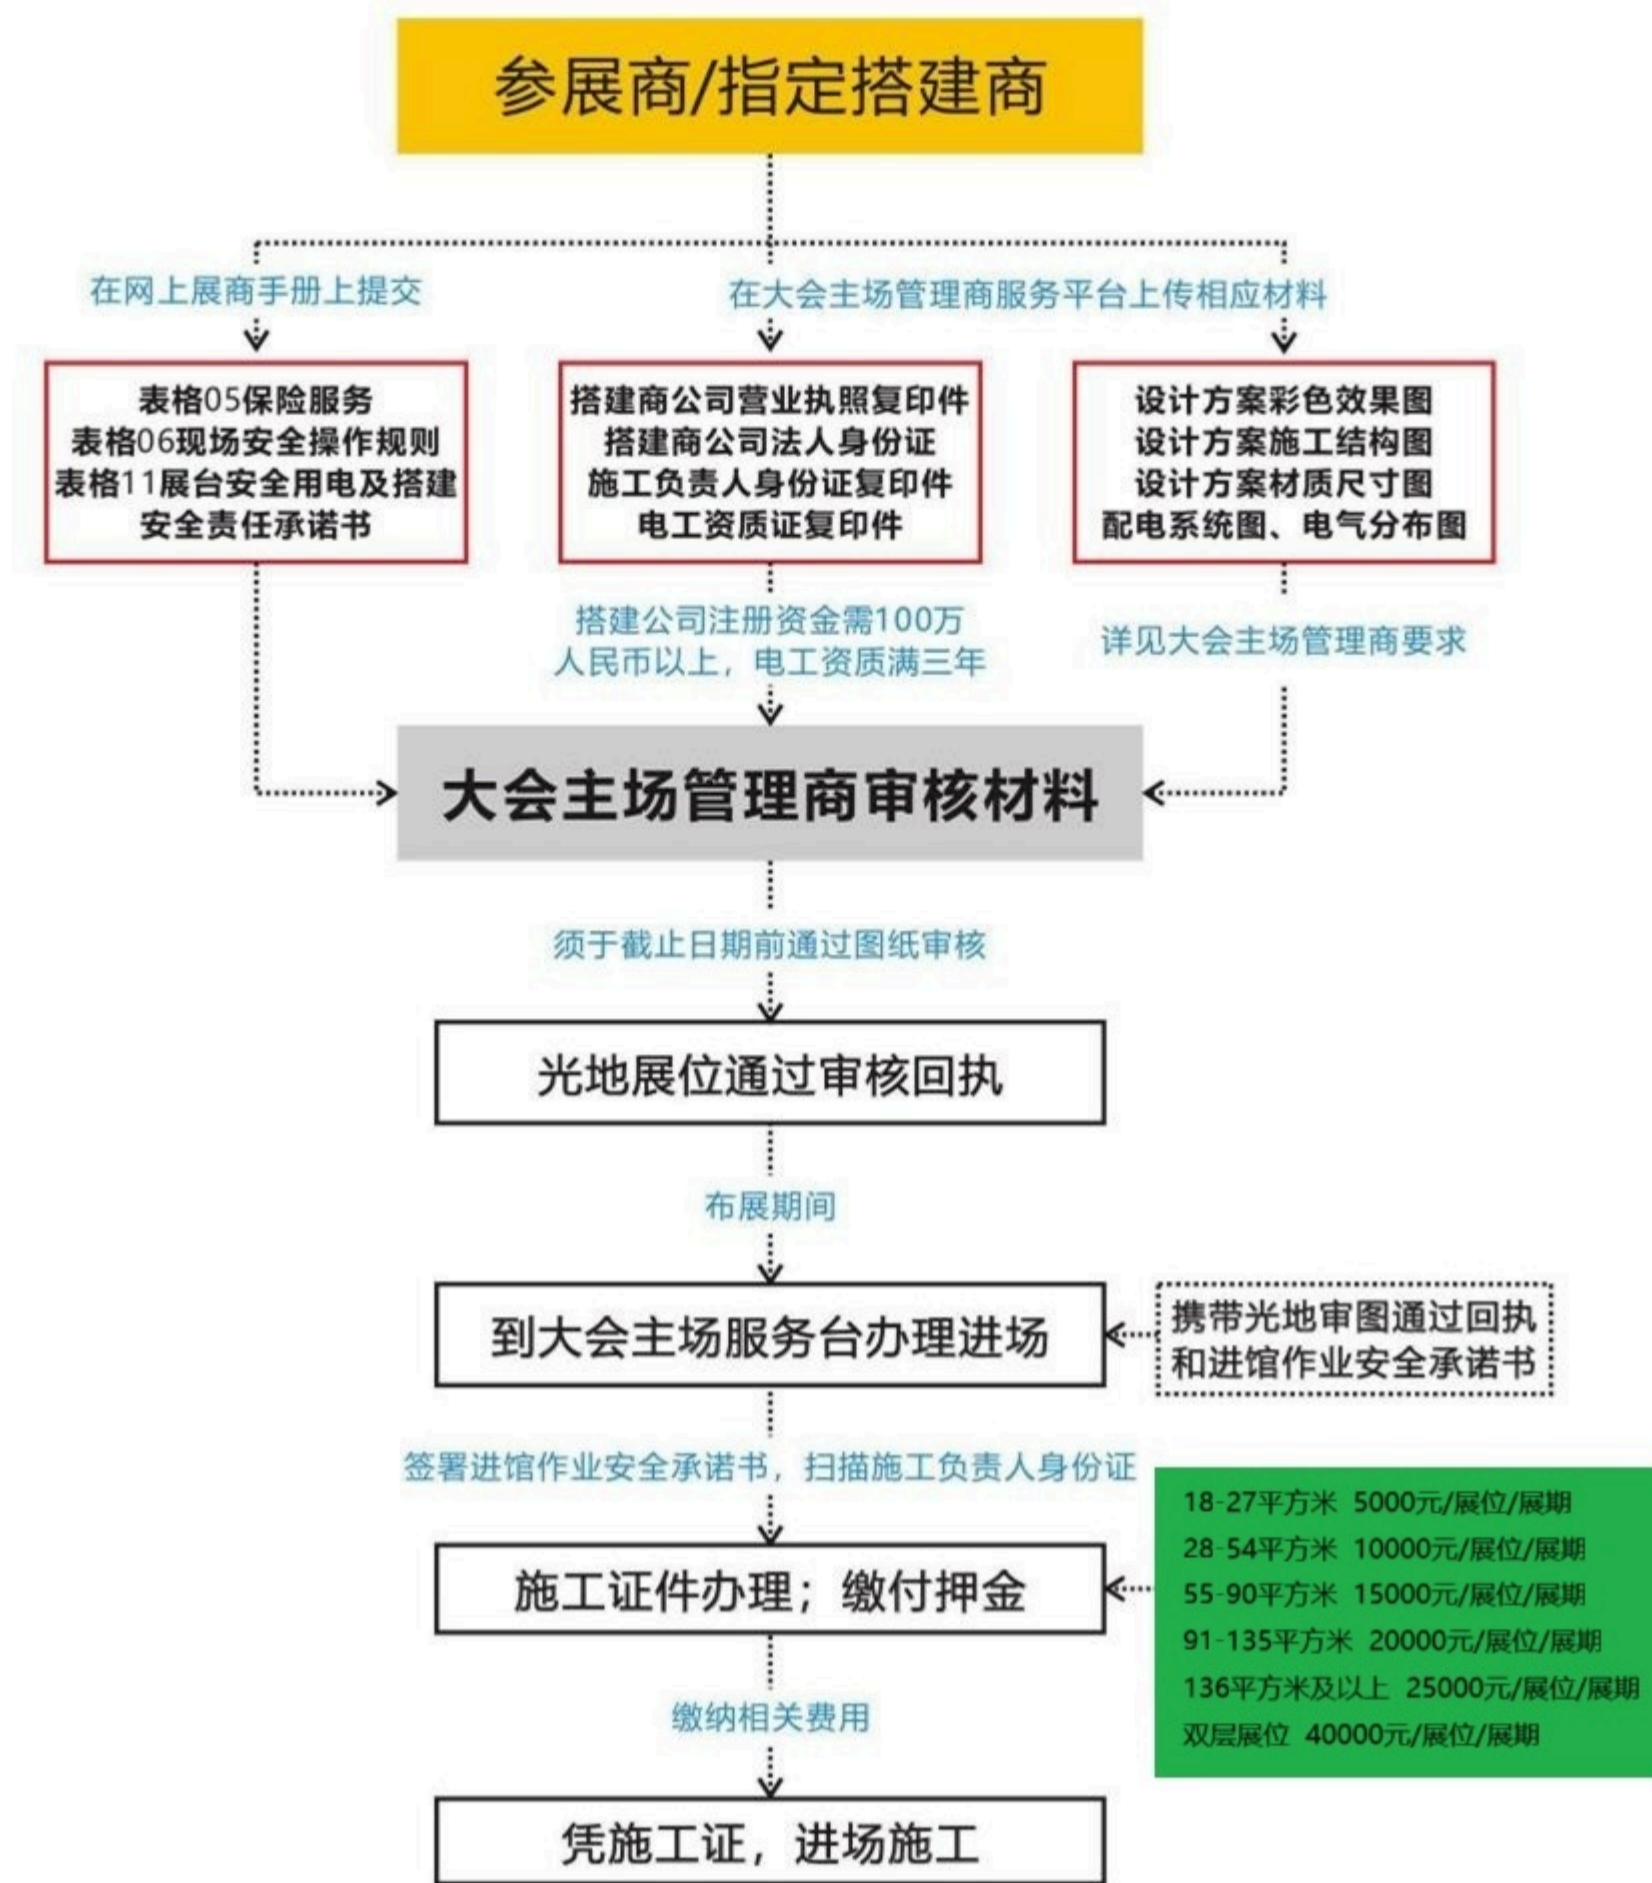 参展商/指定搭建商
在网上展商手册上提交
在大会主场管理商服务平台上传相应材料
表格05保险服务
表格06现场安全操作规则
表格11展台安全用电及搭建
安全责任承诺书
搭建商公司营业执照复印件
搭建商公司法人身份证
施工负责人身份证复印件
电工资质证复印件
设计方案彩色效果图
设计方案施工结构图
设计方案材质尺寸图
配电系统图、电气分布图
搭建公司注册资金需100万
人民币以上，电工资质满三年
详见大会主场管理商要求
大会主场管理商审核材料
须于截止日期前通过图纸审核
光地展位通过审核回执
布展期间
到大会主场服务台办理进场
携带光地审图通过回执
和进馆作业安全承诺书
签署进馆作业安全承诺书，扫描施工负责人身份证
施工证件办理；缴付押金
18-27平方米 5000元/展位/展期
28-54平方米 10000元/展位/展期
55-90平方米 15000元/展位/展期
91-135平方米 20000元/展位/展期
136平方米及以上 25000元/展位/展期
双层展位 40000元/展位/展期
缴纳相关费用
凭施工证，进场施工